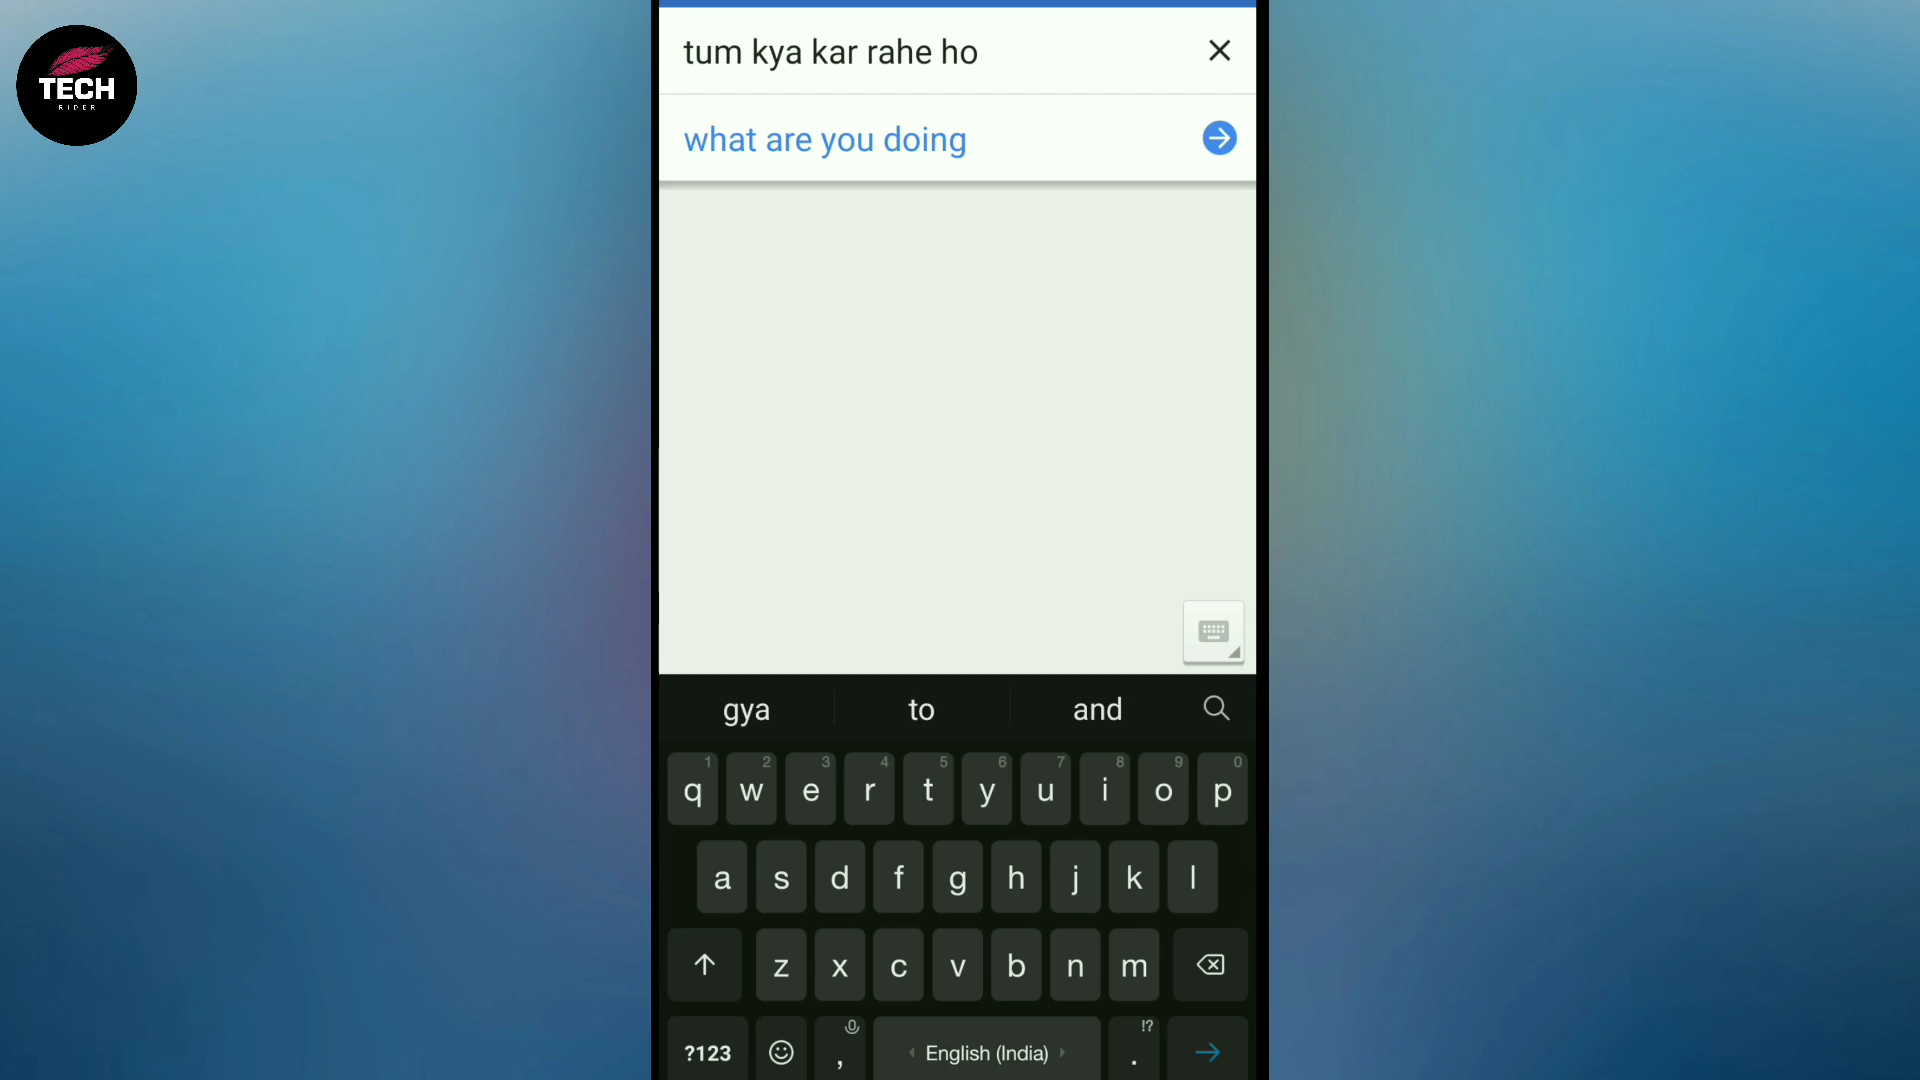 TECH
RIDER
tum kya kar rahe ho
what are you doing
gya to and
1 2 3 4 5 6 7 8 9 0
q w e r t y u i o p
a s d f g h j k l
z x c v b n m
!?
?123 , English (India) .